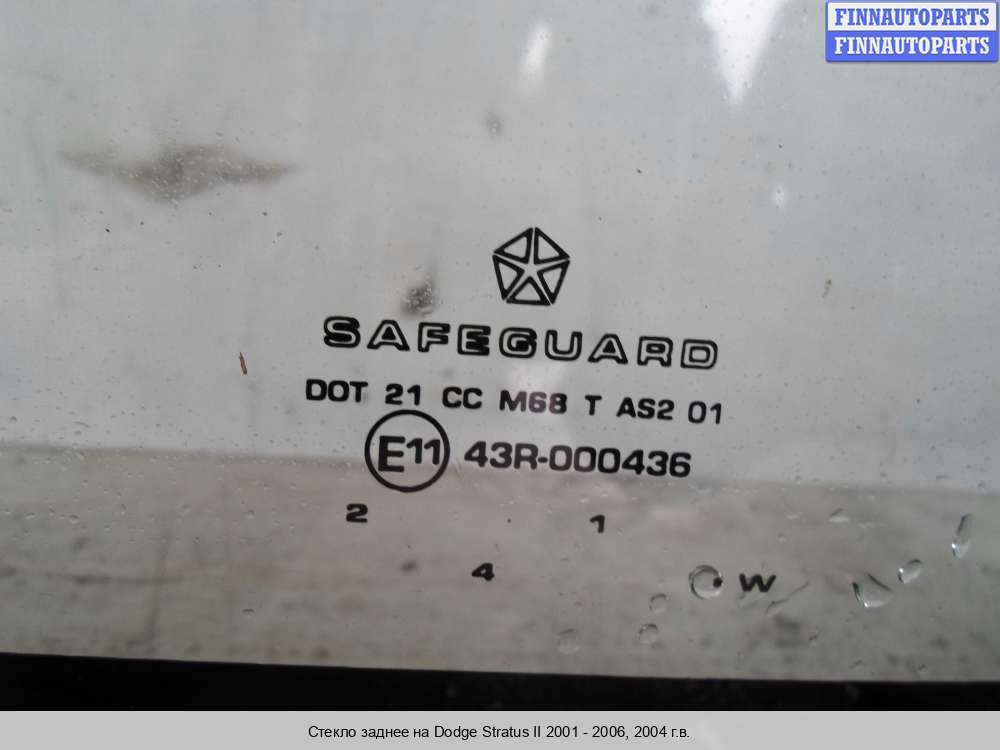 FINNAUTOPARTS
FINNAUTOPARTS
SAFEGUARD
DOT 21 CC M68 T AS2 01
E11 43R-000436
2 1
4 W
Стекло заднее на Dodge Stratus II 2001 - 2006, 2004 г.в.